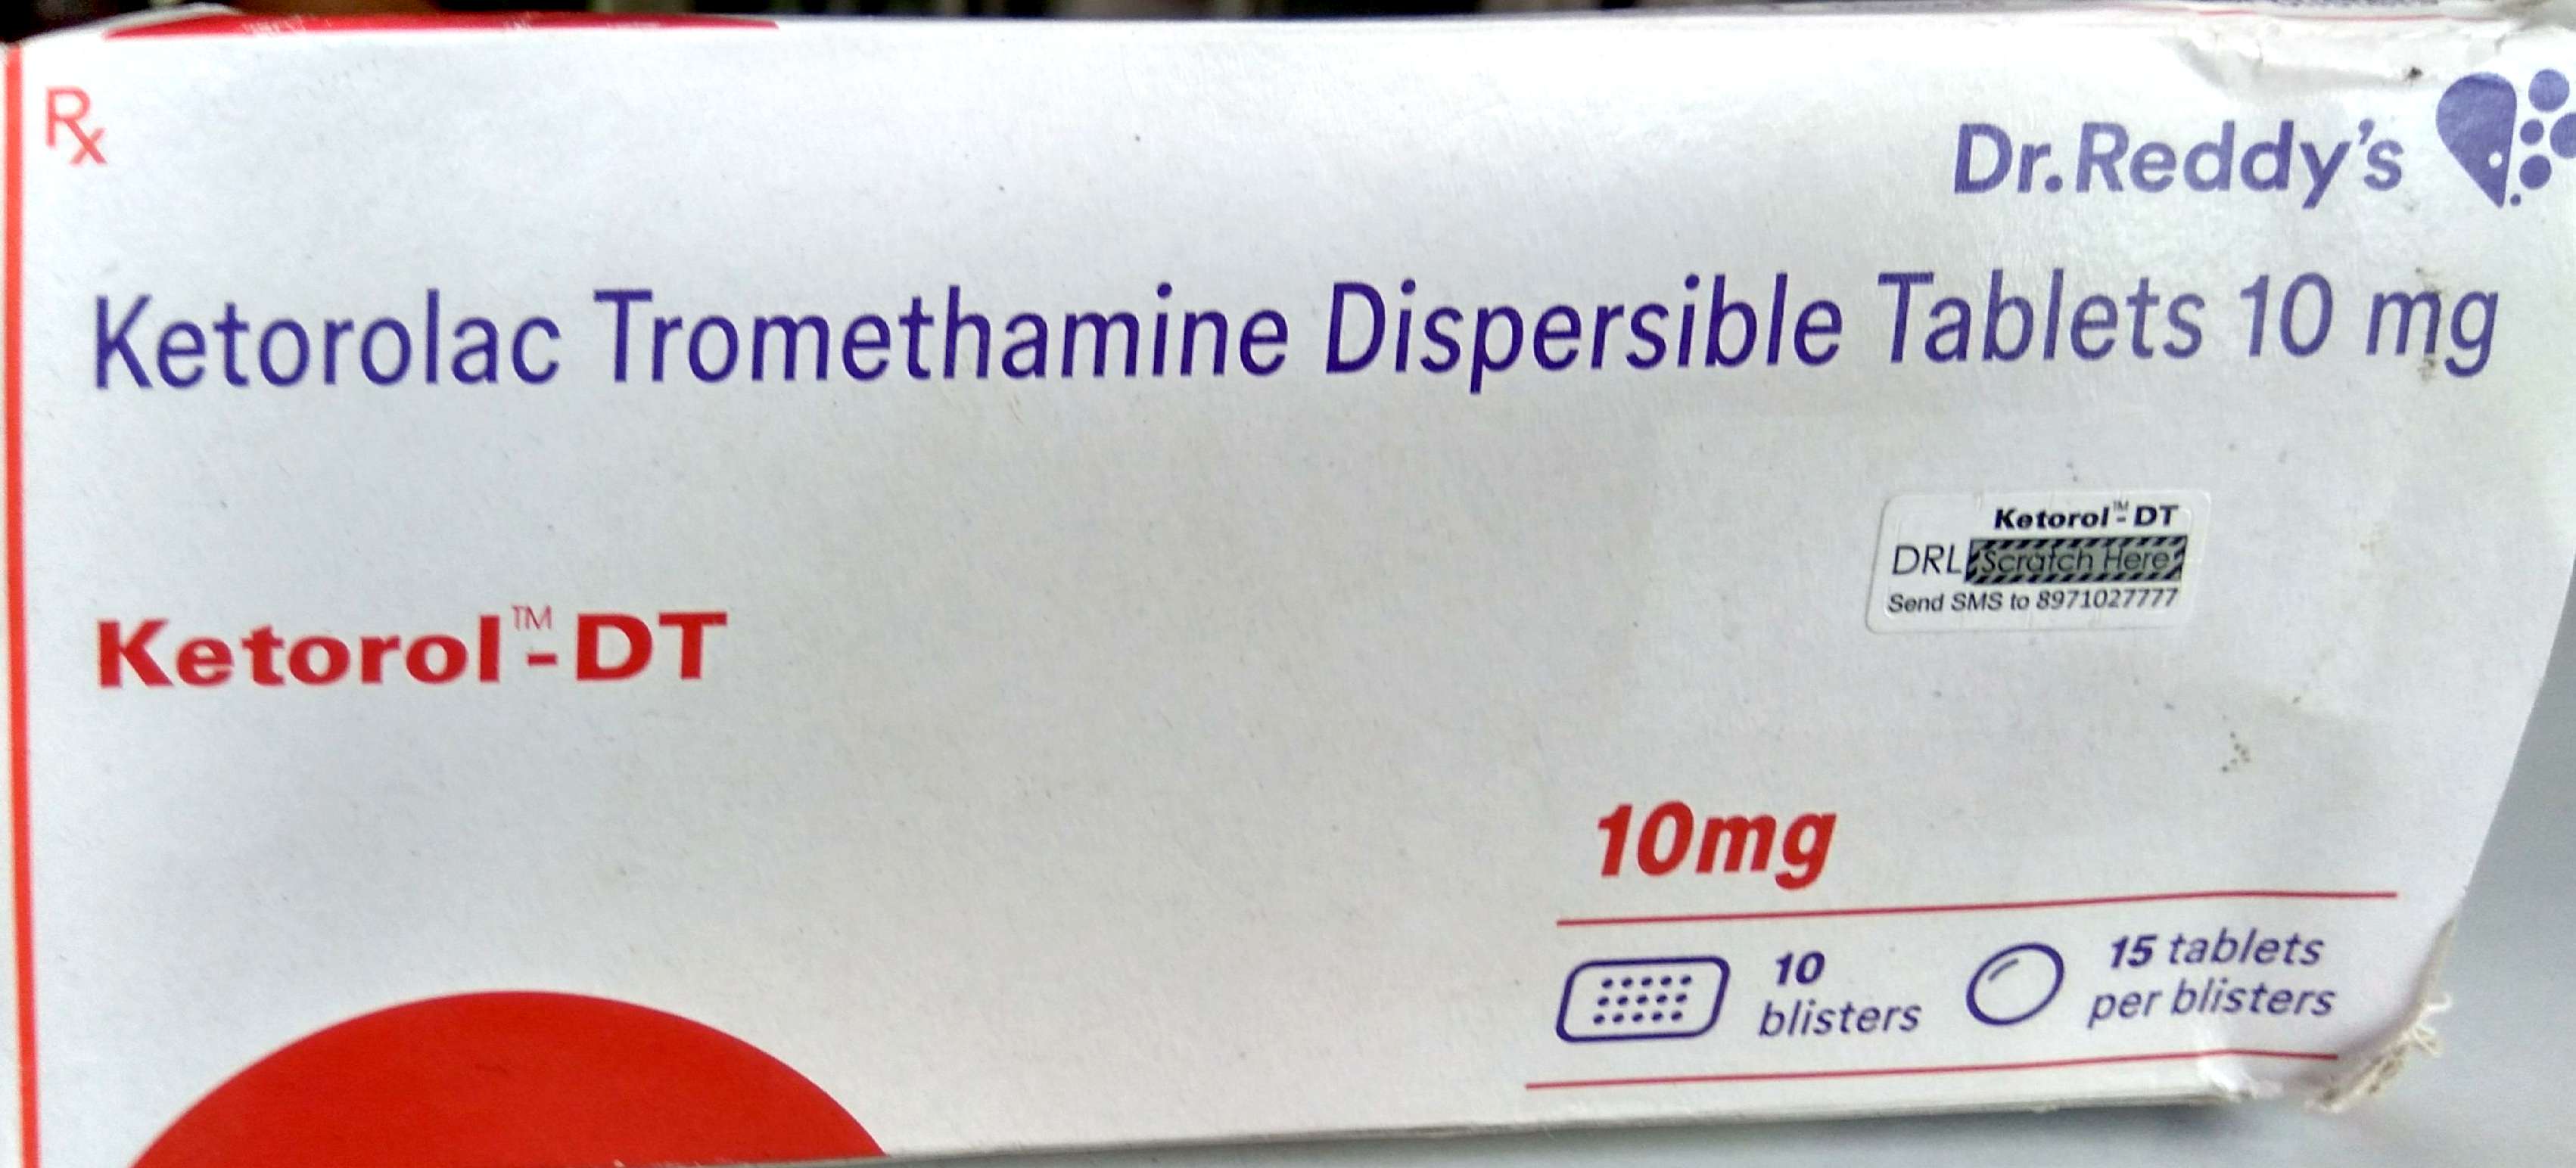 Rx
Dr.Reddy's
Ketorolac Tromethamine Dispersible Tablets 10 mg
Ketorol™-DT
DRL Scratch Here
Send SMS to 8971027777
Ketorol™-DT
10mg
10
blisters
15 tablets
per blisters